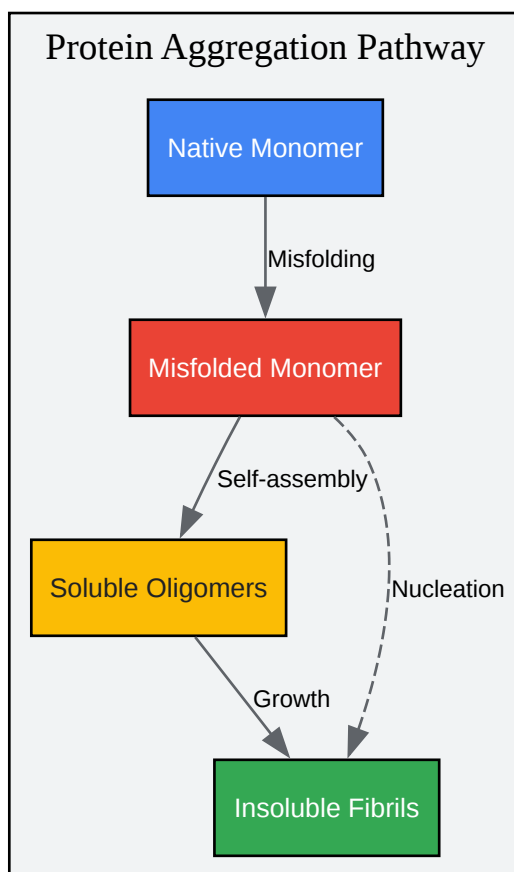 Protein Aggregation Pathway
Native Monomer
Misfolding
Misfolded Monomer
Self-assembly
Soluble Oligomers
Nucleation
Growth
Insoluble Fibrils